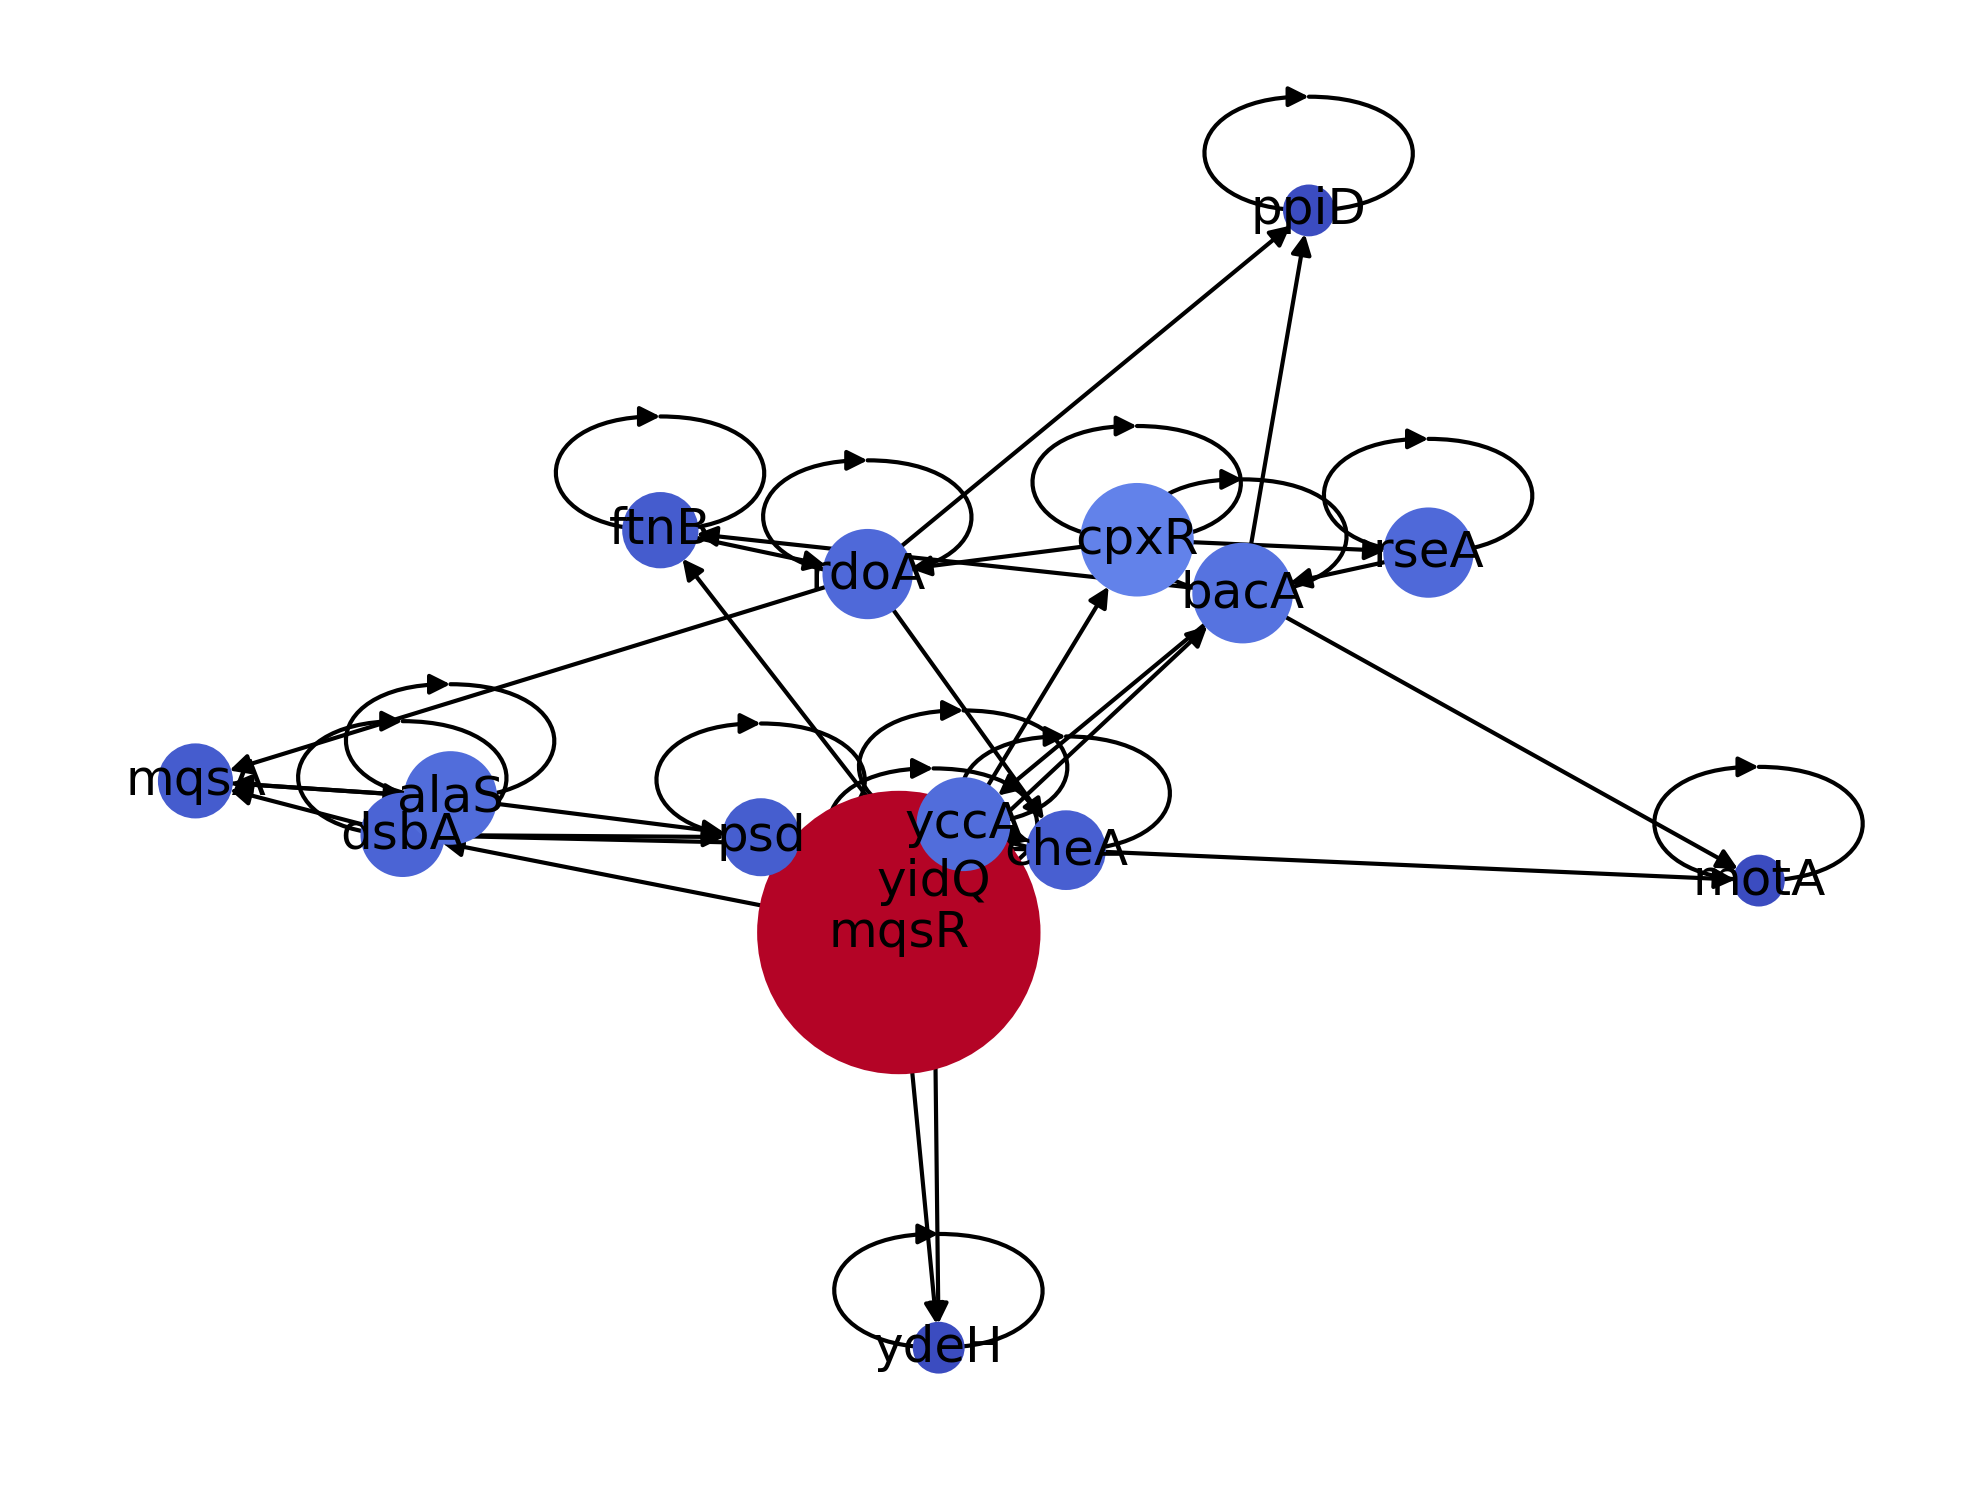 ppiD
ftnB
cpxR
rseA
rdoA
bacA
mqsA
alaS
dsbA
psd
yccA
cheA
yidQ
motA
mqsR
ydeH